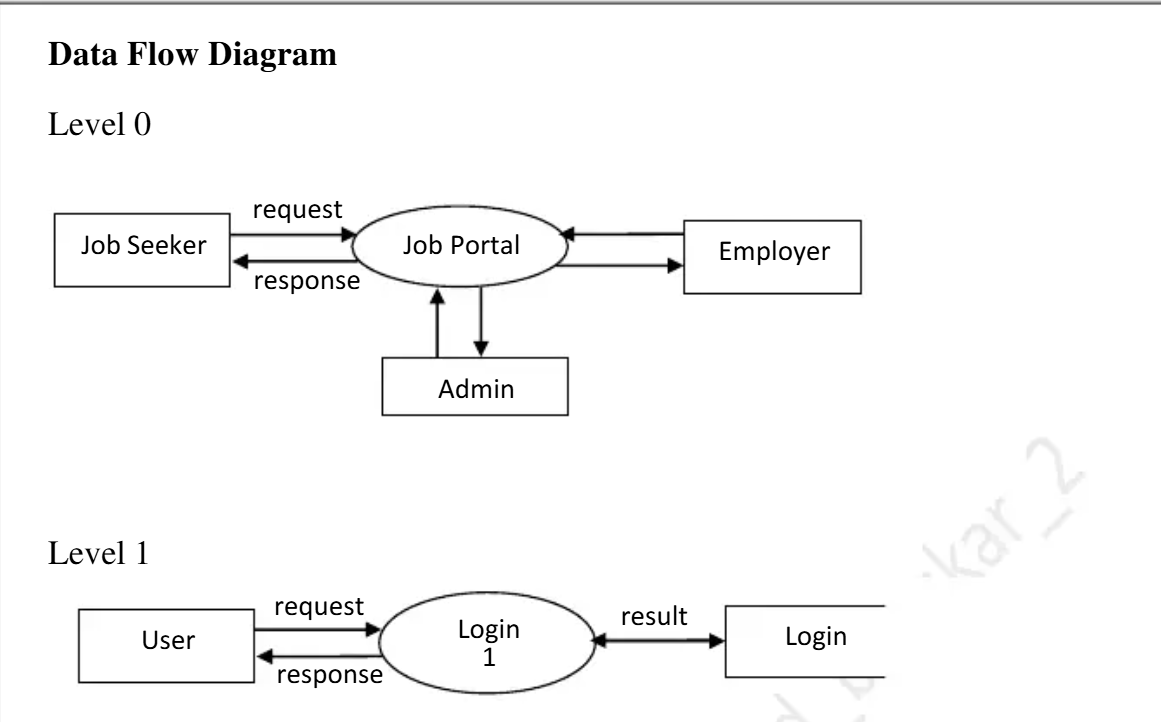 Data Flow Diagram
Level 0
request
Job Seeker
Job Portal
Employer
response
Admin
Level 1
request
result
User
Login
1
Login
response
kar_2